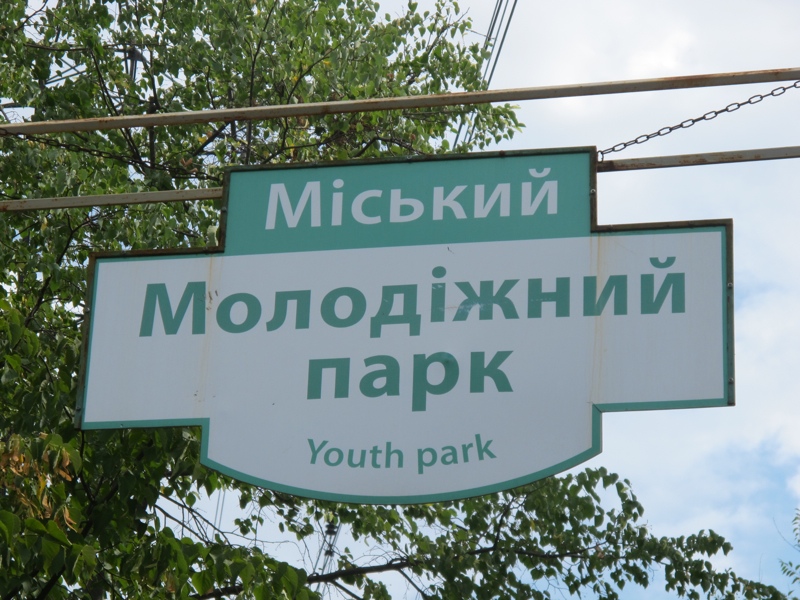 Міський
Молодіжний
парк
Youth park